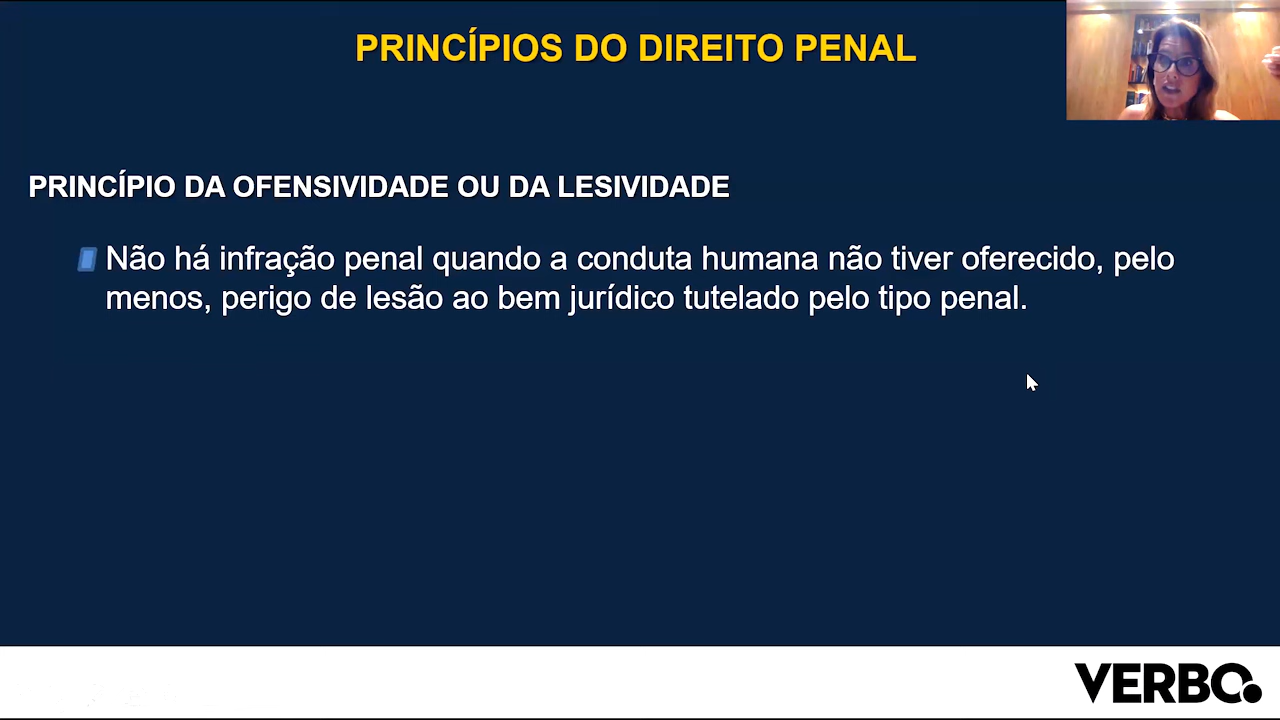 PRINCÍPIOS DO DIREITO PENAL
PRINCÍPIO DA OFENSIVIDADE OU DA LESIVIDADE
Não há infração penal quando a conduta humana não tiver oferecido, pelo
menos, perigo de lesão ao bem jurídico tutelado pelo tipo penal.
VERBO.